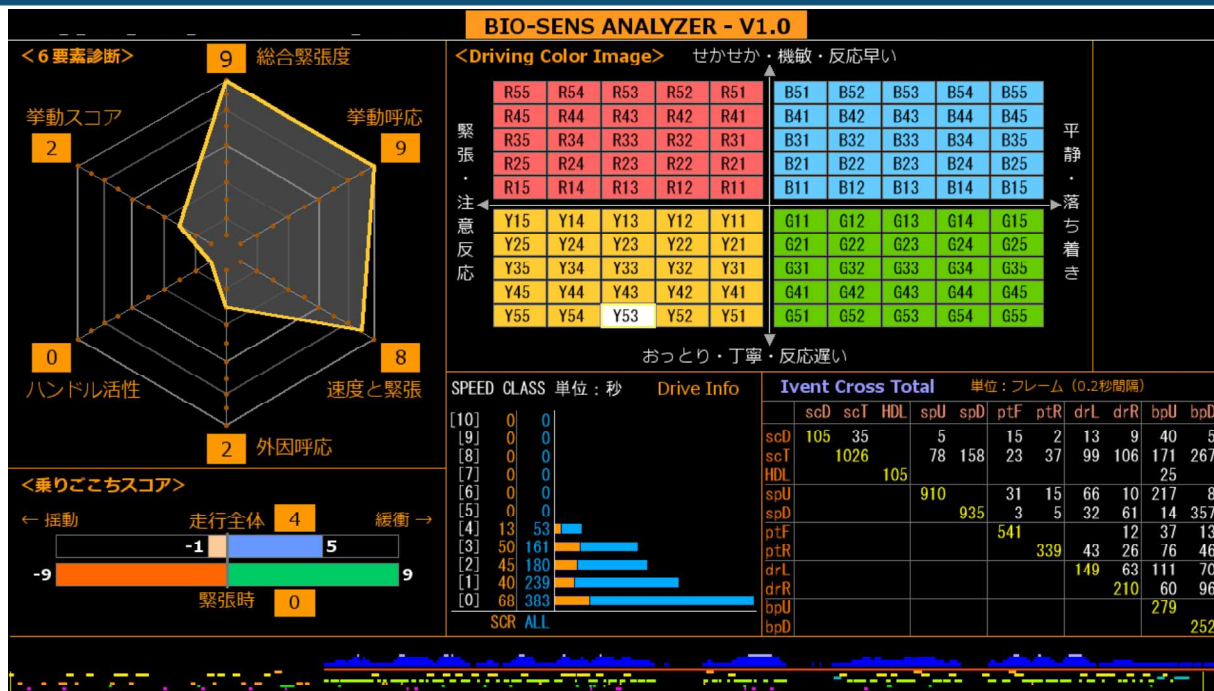 BIO-SENS ANALYZER - V1.0
<6要素診断>
9 総合緊張度
挙動スコア
2
挙動呼応
9
0
ハンドル活性
8
速度と緊張
2 外因呼応
<乗りごこちスコア>
← 揺動 走行全体 4 緩衝 →
-1 5
-9 9
緊張時 0
<Driving Color Image> せかせか・機敏・反応早い
緊張・注意反応
平静・落ち着き
R55 R54 R53 R52 R51 B51 B52 B53 B54 B55
R45 R44 R43 R42 R41 B41 B42 B43 B44 B45
R35 R34 R33 R32 R31 B31 B32 B33 B34 B35
R25 R24 R23 R22 R21 B21 B22 B23 B24 B25
R15 R14 R13 R12 R11 B11 B12 B13 B14 B15
Y15 Y14 Y13 Y12 Y11 G11 G12 G13 G14 G15
Y25 Y24 Y23 Y22 Y21 G21 G22 G23 G24 G25
Y35 Y34 Y33 Y32 Y31 G31 G32 G33 G34 G35
Y45 Y44 Y43 Y42 Y41 G41 G42 G43 G44 G45
Y55 Y54 Y53 Y52 Y51 G51 G52 G53 G54 G55
おっとり・丁寧・反応遅い
SPEED CLASS 単位：秒 Drive Info
[10] 0 0
[9] 0 0
[8] 0 0
[7] 0 0
[6] 0 0
[5] 0 0
[4] 13 53
[3] 50 161
[2] 45 180
[1] 40 239
[0] 68 383
SCR ALL
Ivent Cross Total 単位：フレーム（0.2秒間隔）
scD scT HDL spU spD ptF ptR drL drR bpU bpD
scD 105 35 5 15 2 13 9 40 5
scT 1026 78 158 23 37 99 106 171 267
HDL 105 25
spU 910 31 15 66 10 217 8
spD 935 3 5 32 61 14 357
ptF 541 12 37 13
ptR 339 43 26 76 46
drL 149 63 111 70
drR 210 60 96
bpU 279
bpD 252